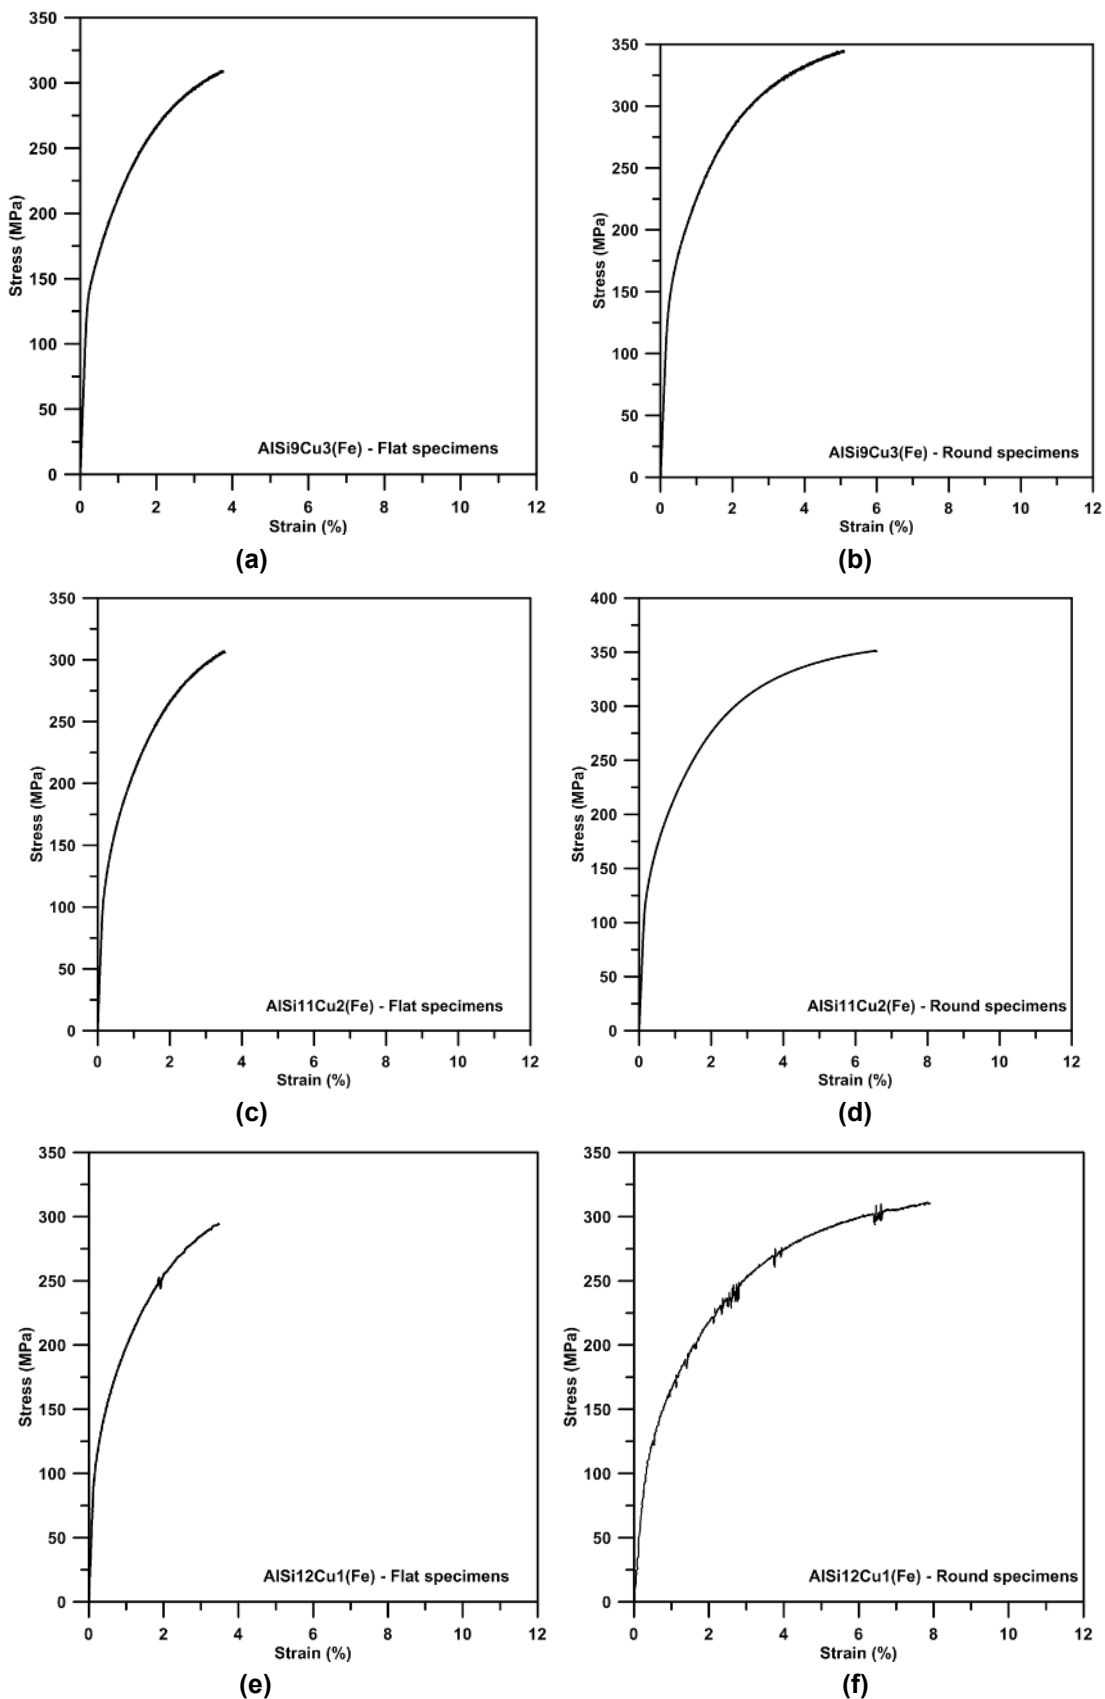 350
300
250
200
150
100
50
0
Stress (MPa)
AlSi9Cu3(Fe) - Flat specimens
0 2 4 6 8 10 12
Strain (%)
(a)
350
300
250
200
150
100
50
0
Stress (MPa)
AlSi9Cu3(Fe) - Round specimens
0 2 4 6 8 10 12
Strain (%)
(b)
350
300
250
200
150
100
50
0
Stress (MPa)
AlSi11Cu2(Fe) - Flat specimens
0 2 4 6 8 10 12
Strain (%)
(c)
400
350
300
250
200
150
100
50
0
Stress (MPa)
AlSi11Cu2(Fe) - Round specimens
0 2 4 6 8 10 12
Strain (%)
(d)
350
300
250
200
150
100
50
0
Stress (MPa)
AlSi12Cu1(Fe) - Flat specimens
0 2 4 6 8 10 12
Strain (%)
(e)
350
300
250
200
150
100
50
0
Stress (MPa)
AlSi12Cu1(Fe) - Round specimens
0 2 4 6 8 10 12
Strain (%)
(f)